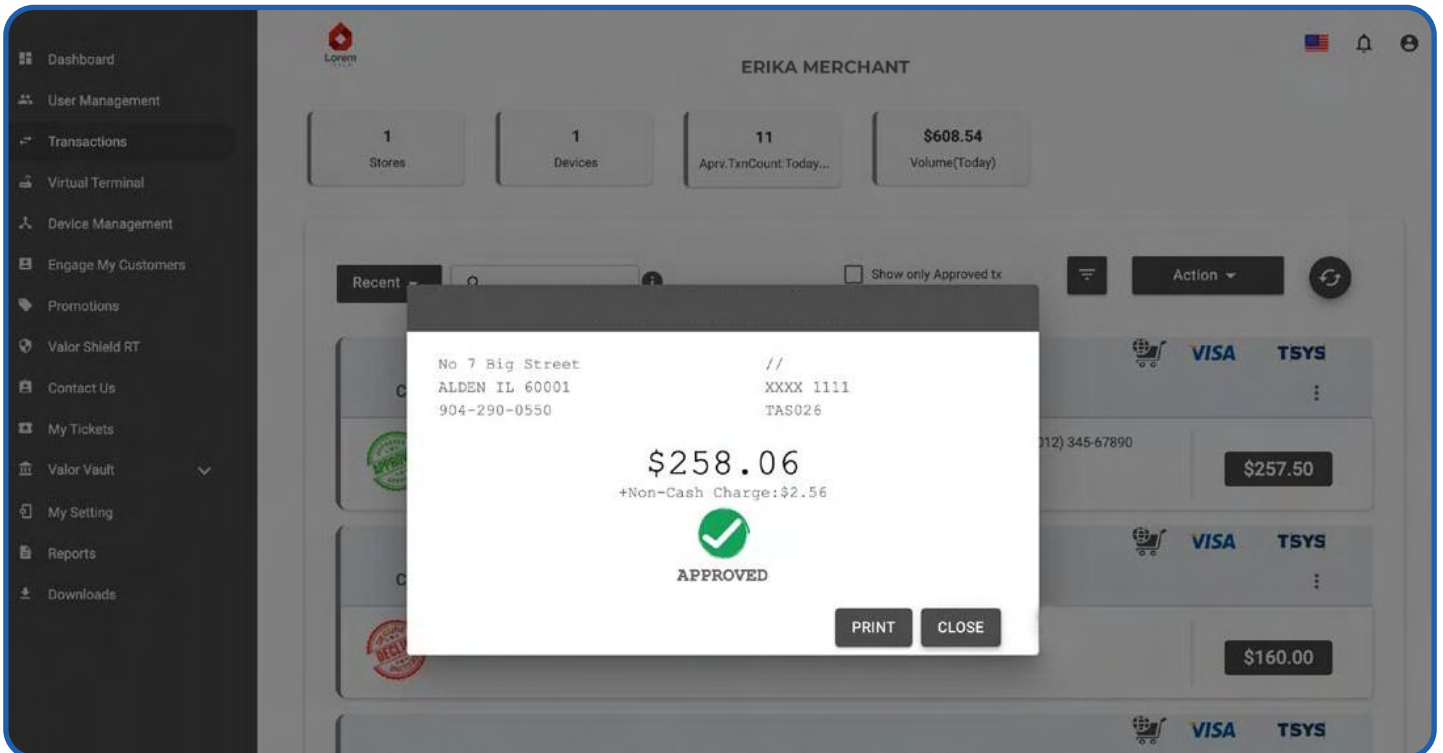 Dashboard
User Management
Transactions
Virtual Terminal
Device Management
Engage My Customers
Promotions
Valor Shield RT
Contact Us
My Tickets
Valor Vault
My Setting
Reports
Downloads
Lorem
ERIKA MERCHANT
1
Stores
1
Devices
11
Aprv.TxnCount:Today...
$608.54
Volume(Today)
Recent
Show only Approved tx
Action
VISA TSYS
C
012) 345-67890
$257.50
VISA TSYS
C
$160.00
VISA TSYS
No 7 Big Street
ALDEN IL 60001
904-290-0550
//
XXXX 1111
TAS026
$258.06
+Non-Cash Charge:$2.56
APPROVED
PRINT CLOSE